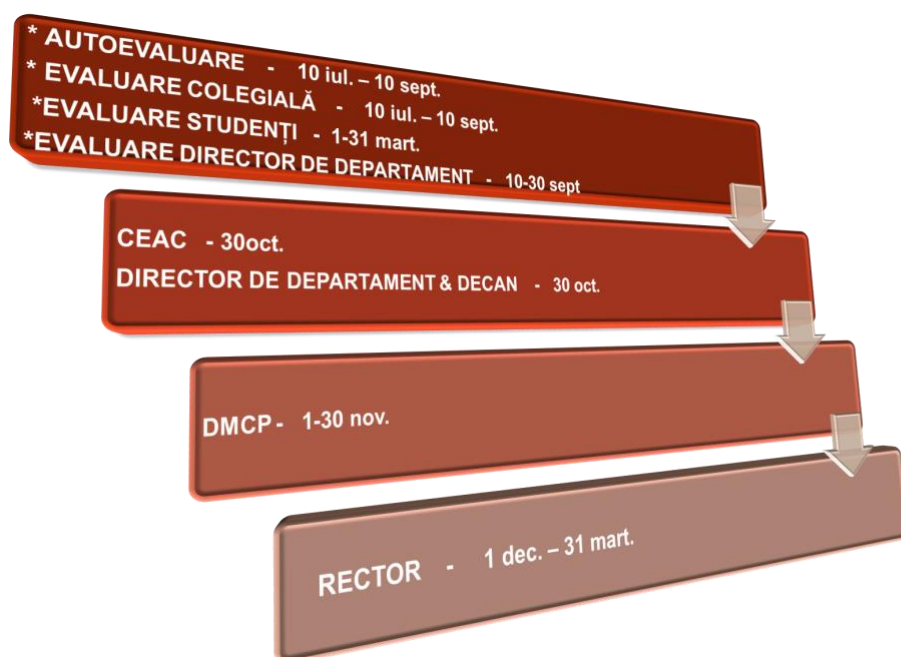 * AUTOEVALUARE - 10 iul. – 10 sept.
* EVALUARE COLEGIALĂ - 10 iul. – 10 sept.
*EVALUARE STUDENȚI - 1-31 mart.
*EVALUARE DIRECTOR DE DEPARTAMENT - 10-30 sept
CEAC - 30oct.
DIRECTOR DE DEPARTAMENT & DECAN - 30 oct.
DMCP - 1-30 nov.
RECTOR - 1 dec. – 31 mart.